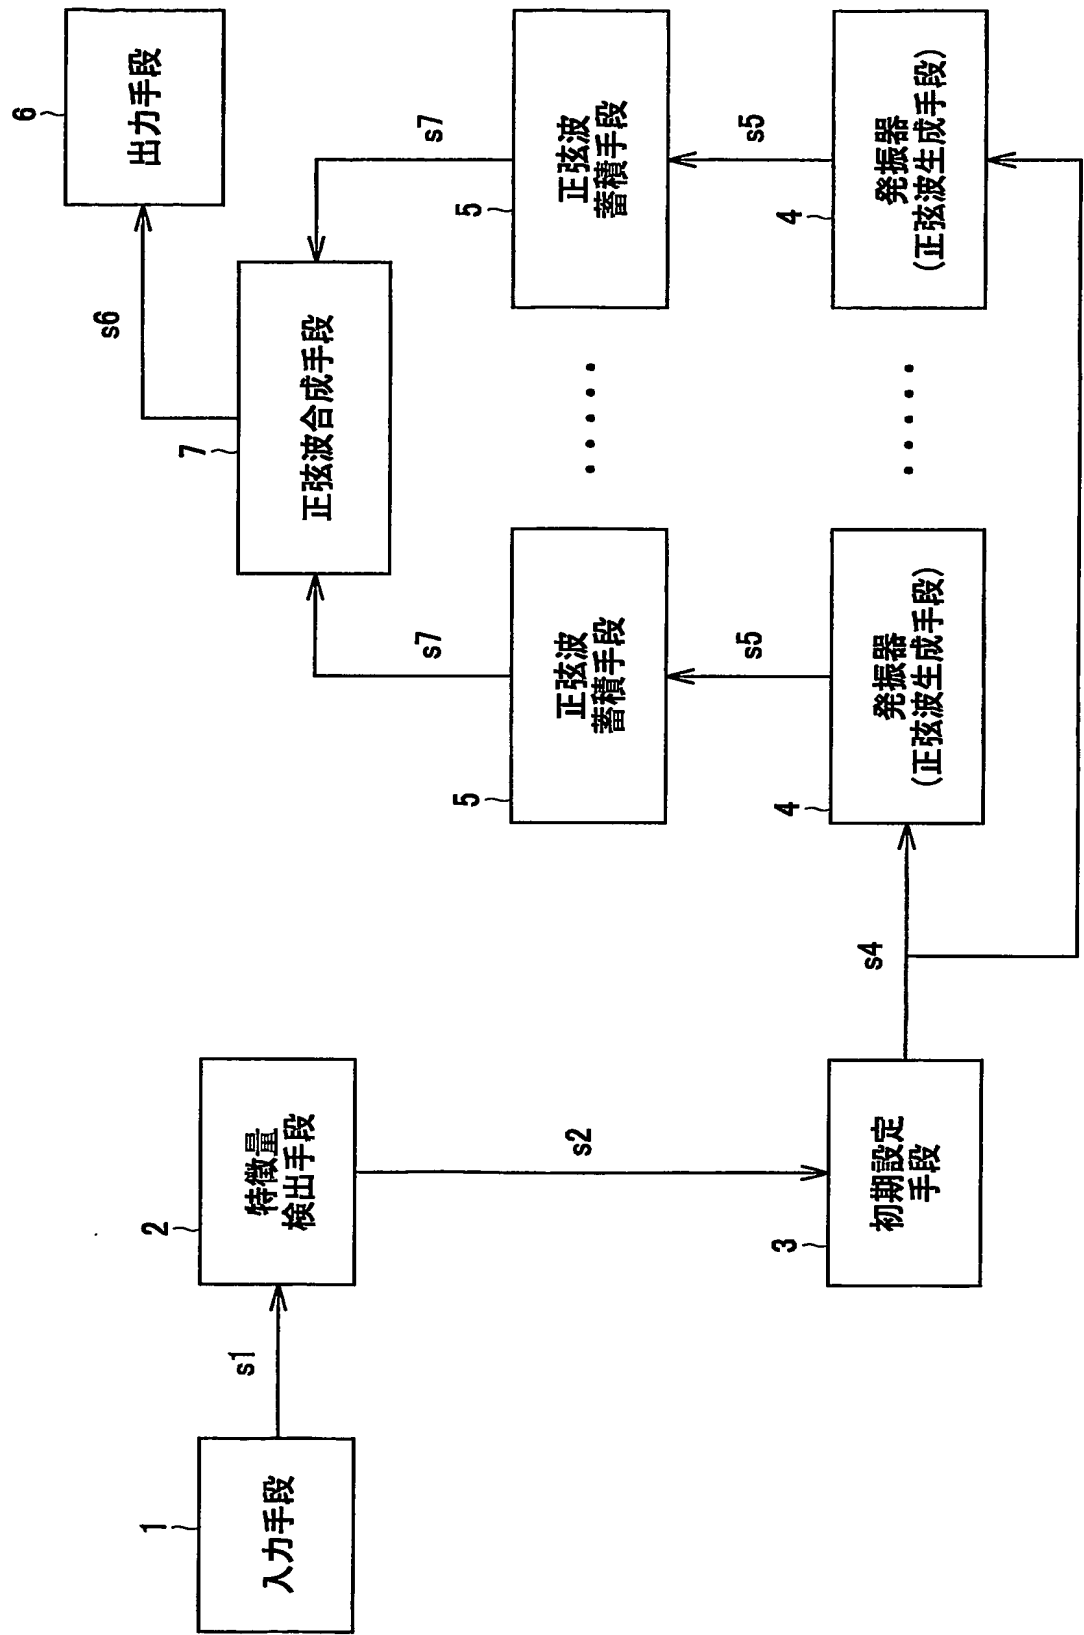 1
入力手段
s1
2
特徴量
検出手段
s2
3
初期設定
手段
s4
4
発振器
(正弦波生成手段)
s5
5
正弦波
蓄積手段
s7
・・・・・
・・・・・
4
発振器
(正弦波生成手段)
s5
5
正弦波
蓄積手段
s7
7
正弦波合成手段
s6
6
出力手段